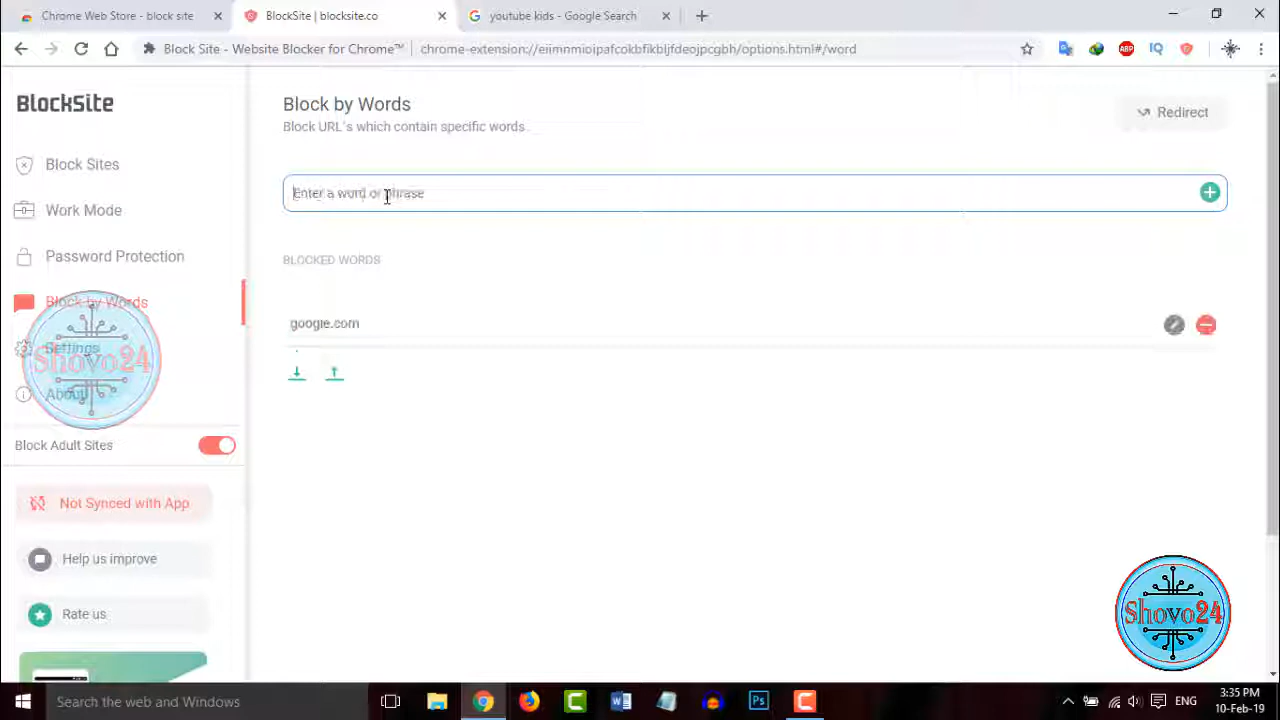 Chrome Web Store - block site
BlockSite | blocksite.co
youtube kids - Google Search
Block Site - Website Blocker for Chrome™
chrome-extension://eiimnmioipafcokbfikbljfdeojpcgbh/options.html#/word
ABP
IQ
BlockSite
Block by Words
Block URL's which contain specific words.
Redirect
Block Sites
Work Mode
Password Protection
Block by Words
Settings
About
Enter a word or phrase
BLOCKED WORDS
google.com
Block Adult Sites
Not Synced with App
Help us improve
Rate us
Shovo24
Shovo24
Search the web and Windows
ENG
3:35 PM
10-Feb-19